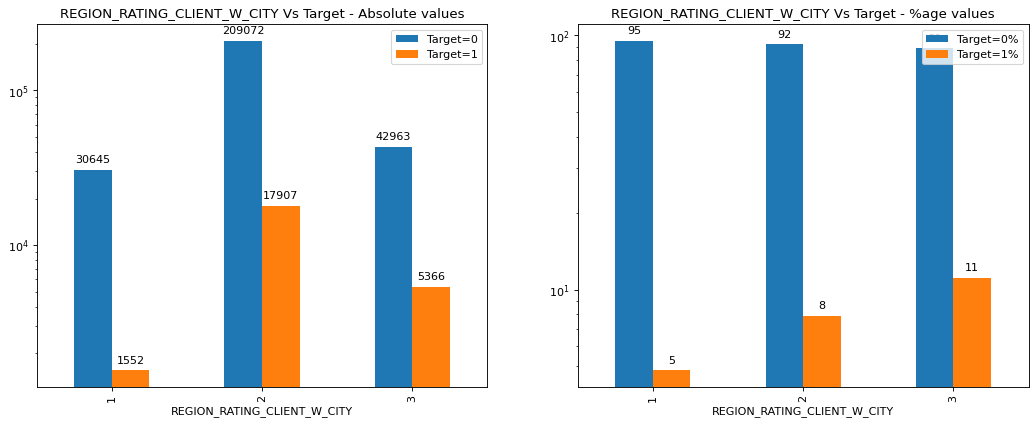 REGION_RATING_CLIENT_W_CITY Vs Target - Absolute values
209072
Target=0
Target=1
10^5
42963
30645
17907
10^4
5366
1552
1
2
3
REGION_RATING_CLIENT_W_CITY
REGION_RATING_CLIENT_W_CITY Vs Target - %age values
10^2
95
92
Target=0%
Target=1%
11
10^1
8
5
1
2
3
REGION_RATING_CLIENT_W_CITY